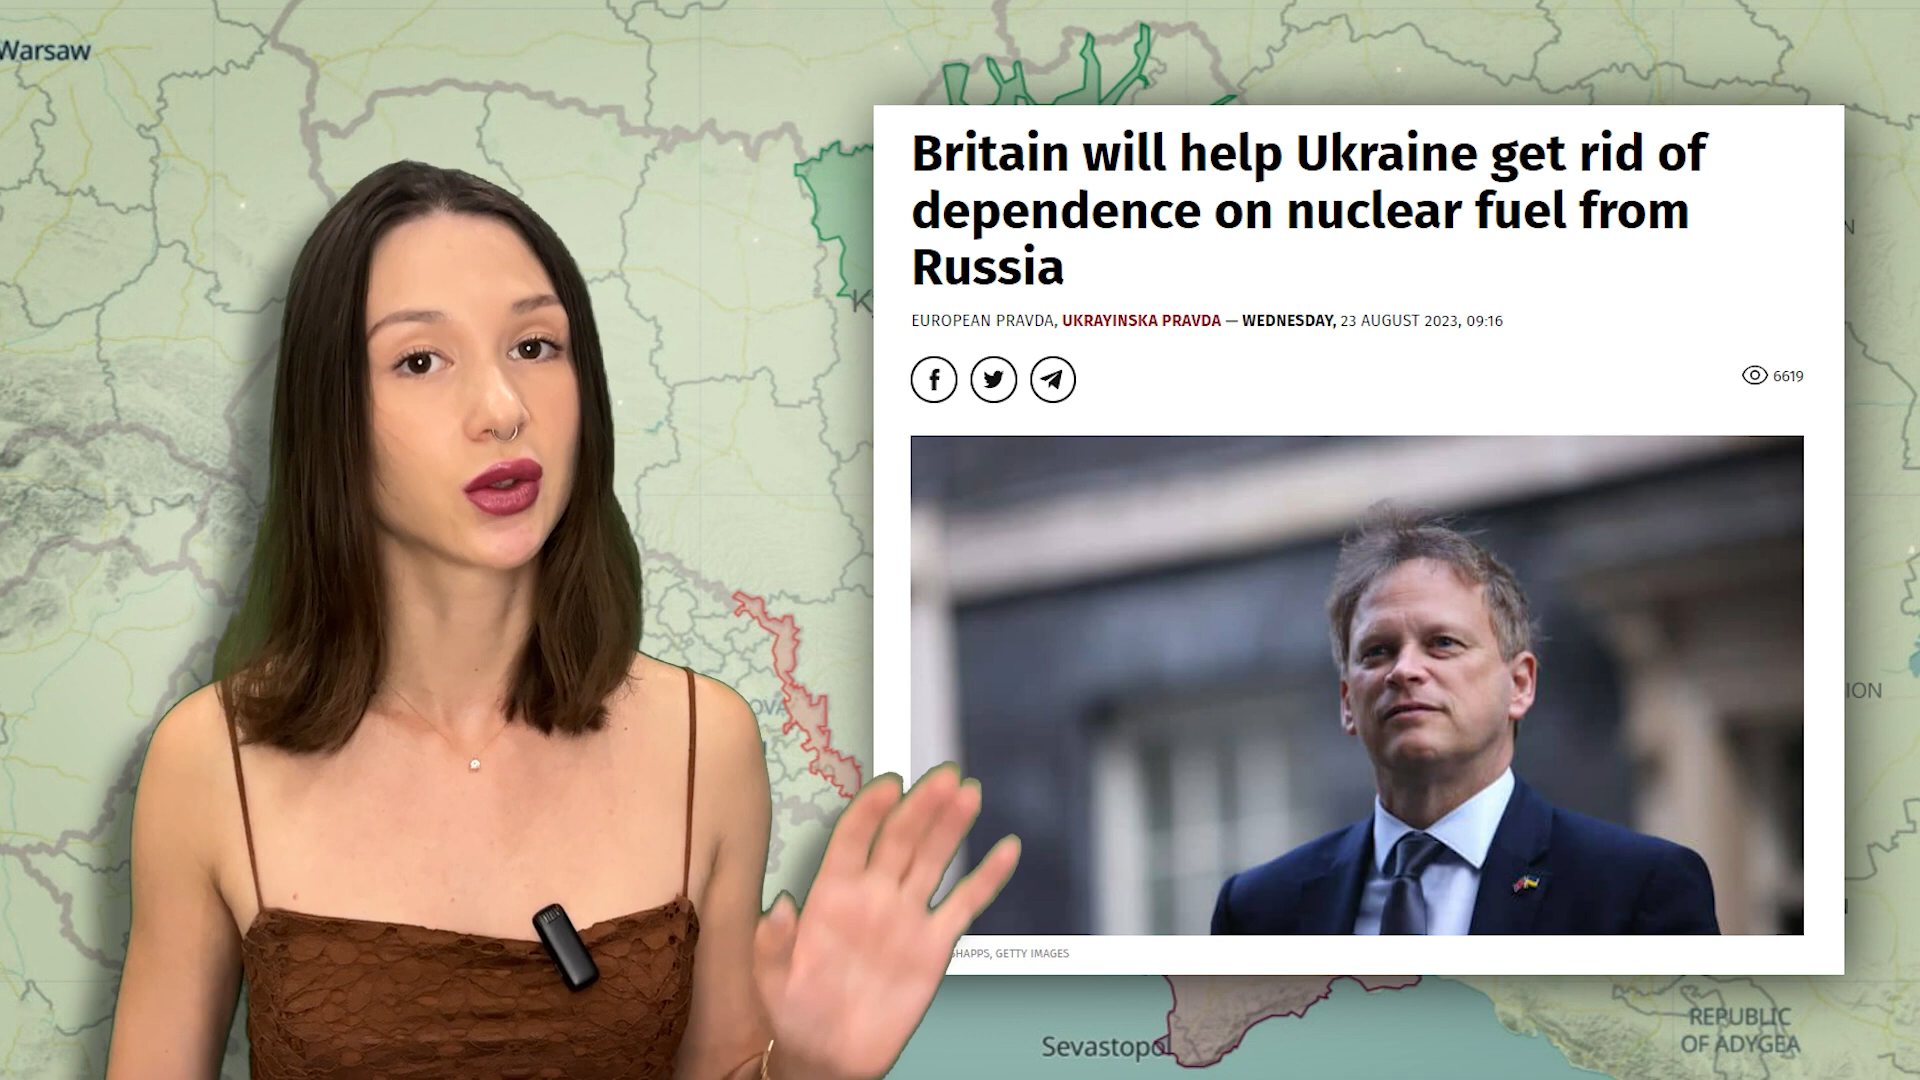 Warsaw
Britain will help Ukraine get rid of
dependence on nuclear fuel from
Russia
EUROPEAN PRAVDA, UKRAYINSKA PRAVDA — WEDNESDAY, 23 AUGUST 2023, 09:16
6619
SHAPPS, GETTY IMAGES
Sevastopol
REPUBLIC
OF ADYGEA